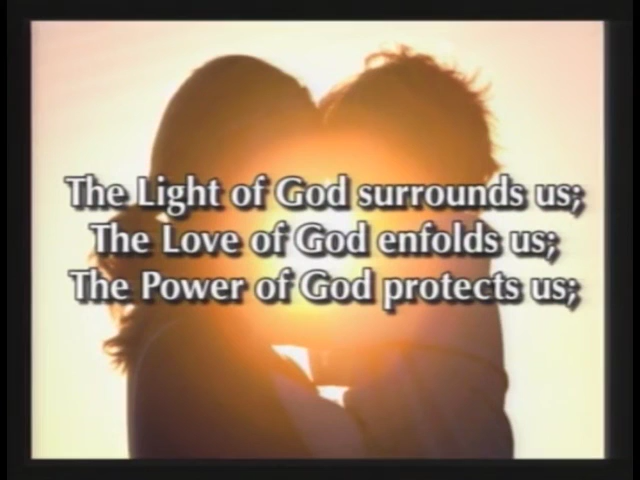 The Light of God surrounds us;
The Love of God enfolds us;
The Power of God protects us;